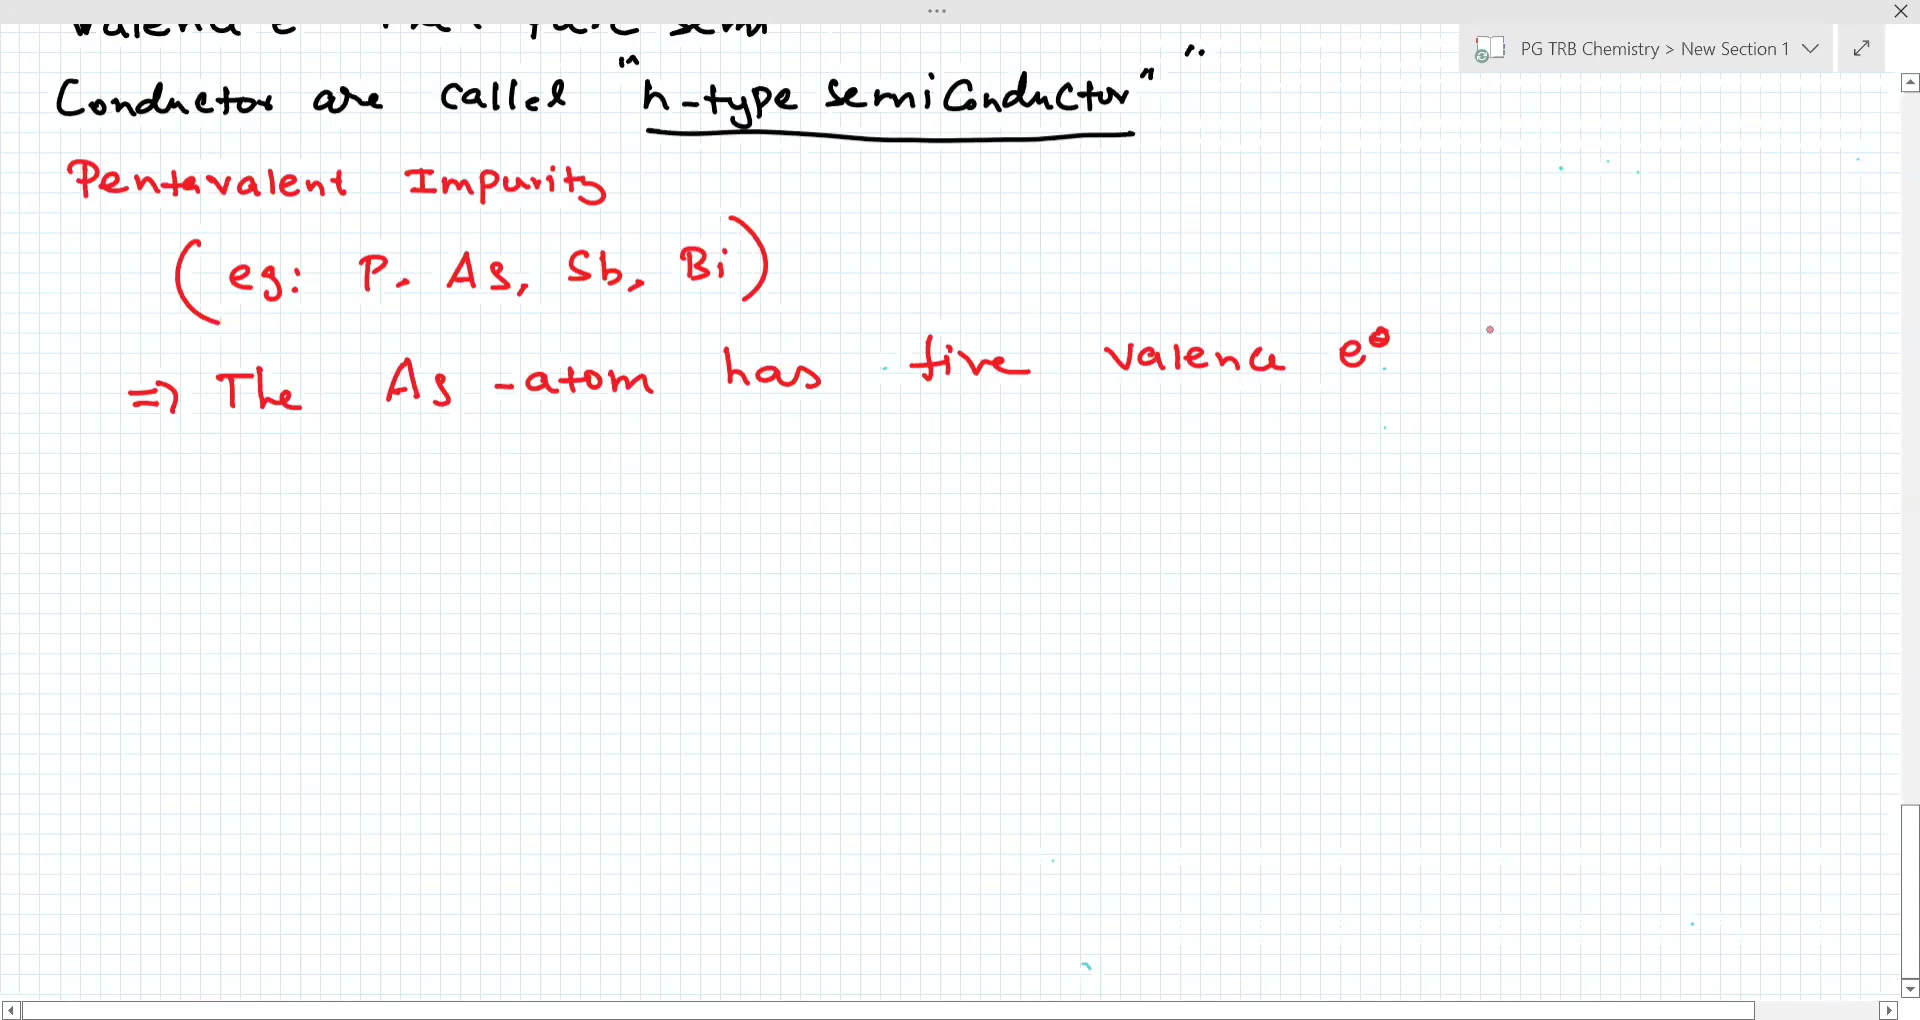 PG TRB Chemistry > New Section 1
Conductor are called "n-type semiConductor"
Pentavalent Impurity
(eg: P, As, Sb, Bi)
⇒ The As-atom has five valence e⊖